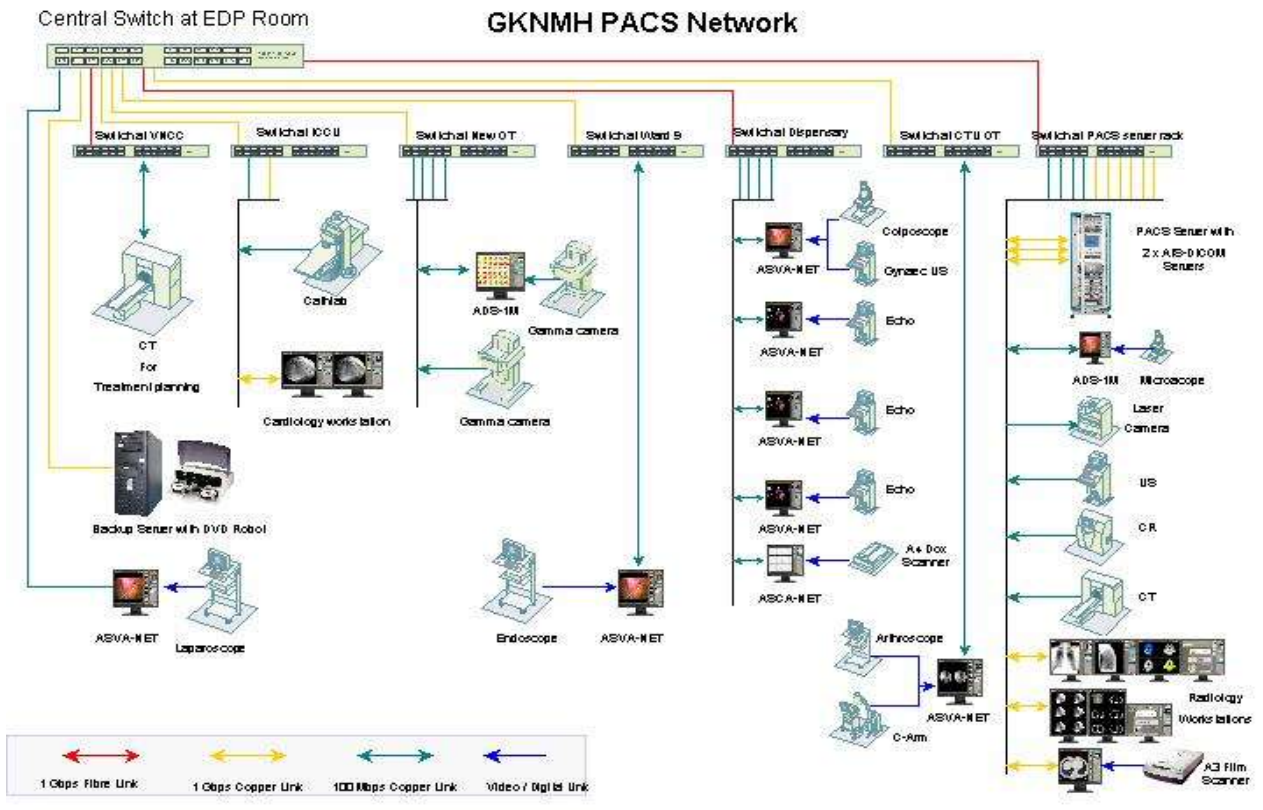 Central Switch at EDP Room
GKNMH PACS Network
Switch at VNCC
Switch at ICCU
Switch at New OT
Switch at Ward 9
Switch at Dispensary
Switch at CTU OT
Switch at PACS server rack
CT
For
Treatment planning
Cathlab
Cardiology workstation
ADS-1M
Gamma camera
Gamma camera
Backup Server with DVD Robot
ASVA-NET
Laparoscope
Endoscope
ASVA-NET
Colposcope
ASVA-NET
Gynaec US
Echo
ASVA-NET
Echo
ASVA-NET
Echo
ASVA-NET
A4 Dox
Scanner
ASCA-NET
Arthroscope
ASVA-NET
C-Arm
PACS Server with
2 x A/S-DICOM
Servers
ADS-1M
Microscope
Laser
Camera
US
CR
CT
Radiology
Workstations
A3 Film
Scanner
1 Gbps Fibre Link
1 Gbps Copper Link
100 Mbps Copper Link
Video / Digital Link